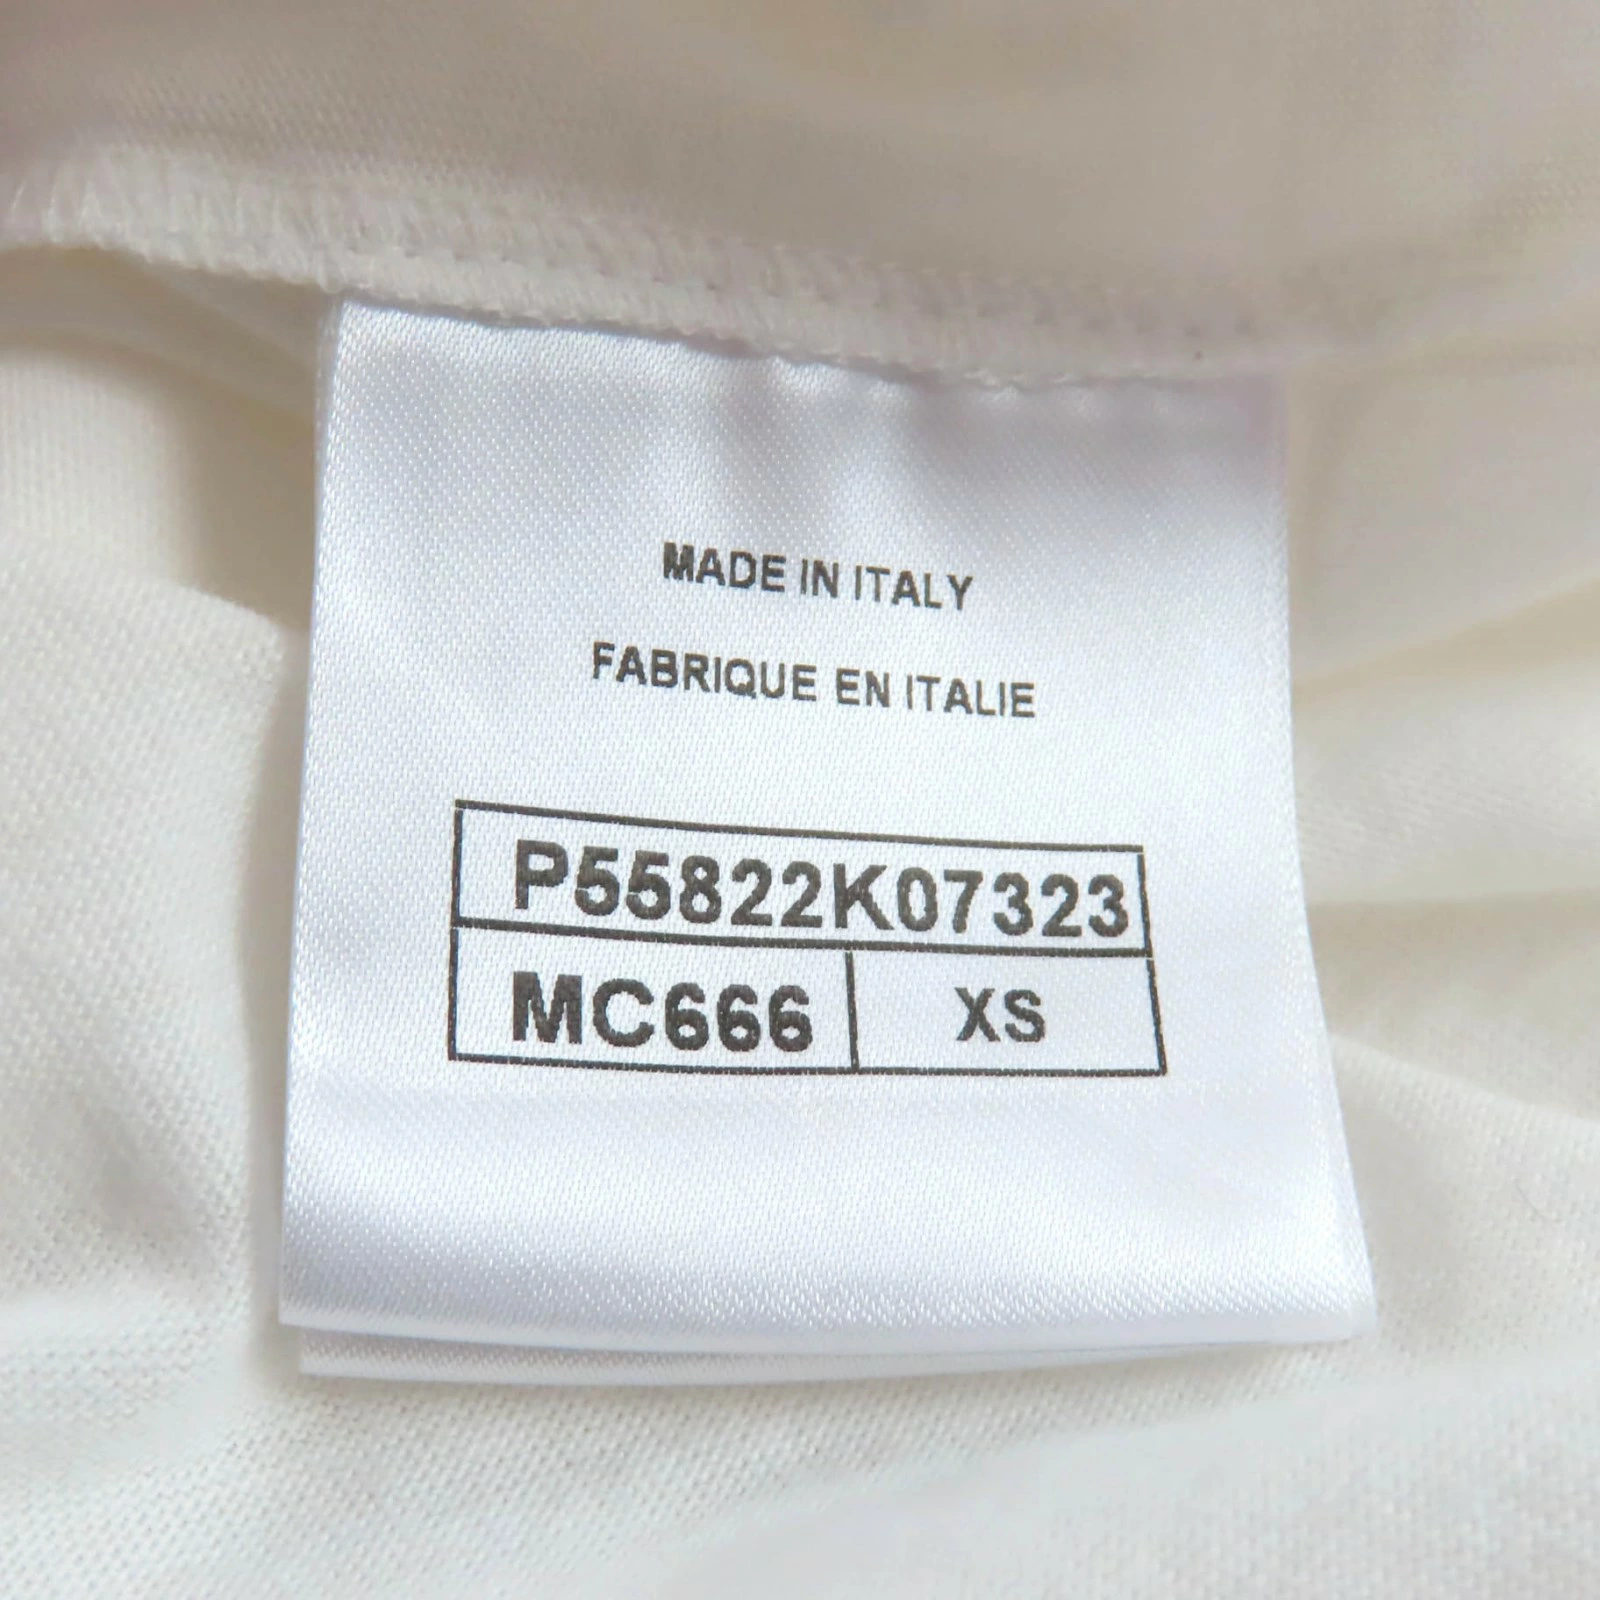 MADE IN ITALY
FABRIQUE EN ITALIE
P55822K07323
MC666 XS